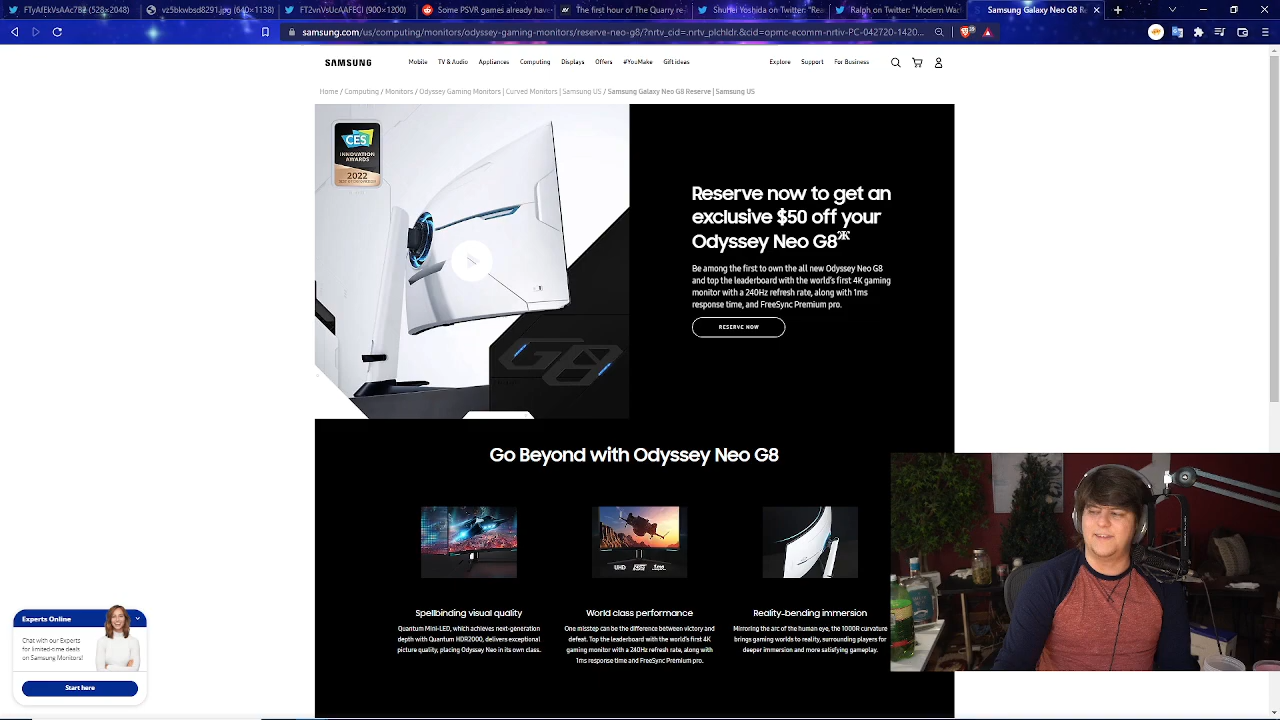 FTyAfEkVsAAc7B2 (528×2048)
v25bkwbsd8291.jpg (640×1138)
FT2vnVaUcAAFECI (900×1200)
Some PSVR games already have
The first hour of The Quarry re
Shuhei Yoshida on Twitter: "Rea
Ralph on Twitter: "Modern Wa
Samsung Galaxy Neo G8 Re
samsung.com/us/computing/monitors/odyssey-gaming-monitors/reserve-neo-g8/?nrtv_cid=.nrtv_plchldr.&cid=opmc-ecomm-nrtiv-PC-042720-1420...
SAMSUNG
Mobile TV & Audio Appliances Computing Displays Offers #YouMake Gift ideas
Explore Support For Business
Home / Computing / Monitors / Odyssey Gaming Monitors | Curved Monitors | Samsung US / Samsung Galaxy Neo G8 Reserve | Samsung US
CES
INNOVATION
AWARDS
2022
BEST OF INNOVATION
G8
Reserve now to get an
exclusive $50 off your
Odyssey Neo G8Ж
Be among the first to own the all new Odyssey Neo G8
and top the leaderboard with the world's first 4K gaming
monitor with a 240Hz refresh rate, along with 1ms
response time, and FreeSync Premium pro.
RESERVE NOW
Go Beyond with Odyssey Neo G8
UHD 240Hz 1ms
Spellbinding visual quality
Quantum Mini-LED, which achieves next-generation
depth with Quantum HDR2000, delivers exceptional
picture quality, placing Odyssey Neo in its own class.
World class performance
One misstep can be the difference between victory and
defeat. Top the leaderboard with the world's first 4K
gaming monitor with a 240Hz refresh rate, along with
1ms response time and FreeSync Premium pro.
Reality-bending immersion
Mirroring the arc of the human eye, the 1000R curvature
brings gaming worlds to reality, surrounding players for
deeper immersion and more satisfying gameplay.
Experts Online
Chat with our Experts
for limited-time deals
on Samsung Monitors!
Start here